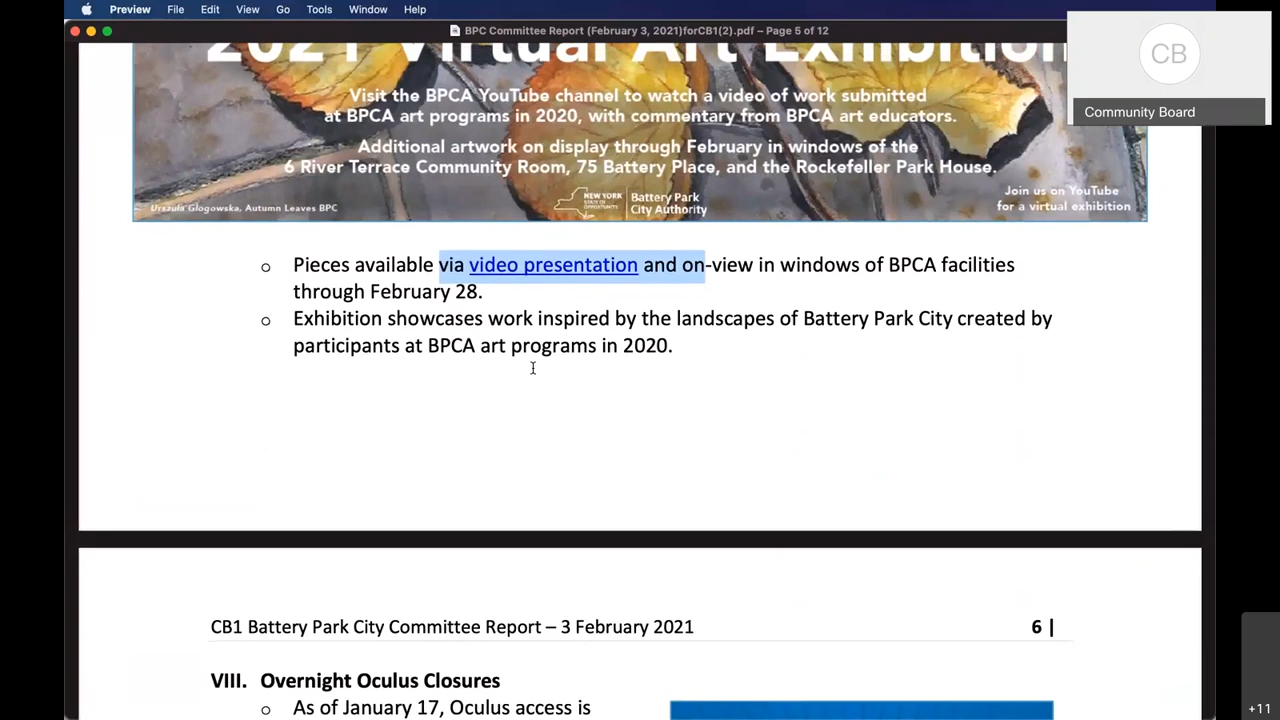 Preview File Edit View Go Tools Window Help
BPC Committee Report (February 3, 2021)forCB1(2).pdf – Page 5 of 12
CB
Community Board
2021 Virtual Art Exhibition
Visit the BPCA YouTube channel to watch a video of work submitted
at BPCA art programs in 2020, with commentary from BPCA art educators.
Additional artwork on display through February in windows of the
6 River Terrace Community Room, 75 Battery Place, and the Rockefeller Park House.
Urszula Glogowska, Autumn Leaves BPC
NEW YORK
STATE OF
OPPORTUNITY
Battery Park
City Authority
Join us on YouTube
for a virtual exhibition
o Pieces available via video presentation and on-view in windows of BPCA facilities
through February 28.
o Exhibition showcases work inspired by the landscapes of Battery Park City created by
participants at BPCA art programs in 2020.
CB1 Battery Park City Committee Report – 3 February 2021 6 |
VIII. Overnight Oculus Closures
o As of January 17, Oculus access is
+11